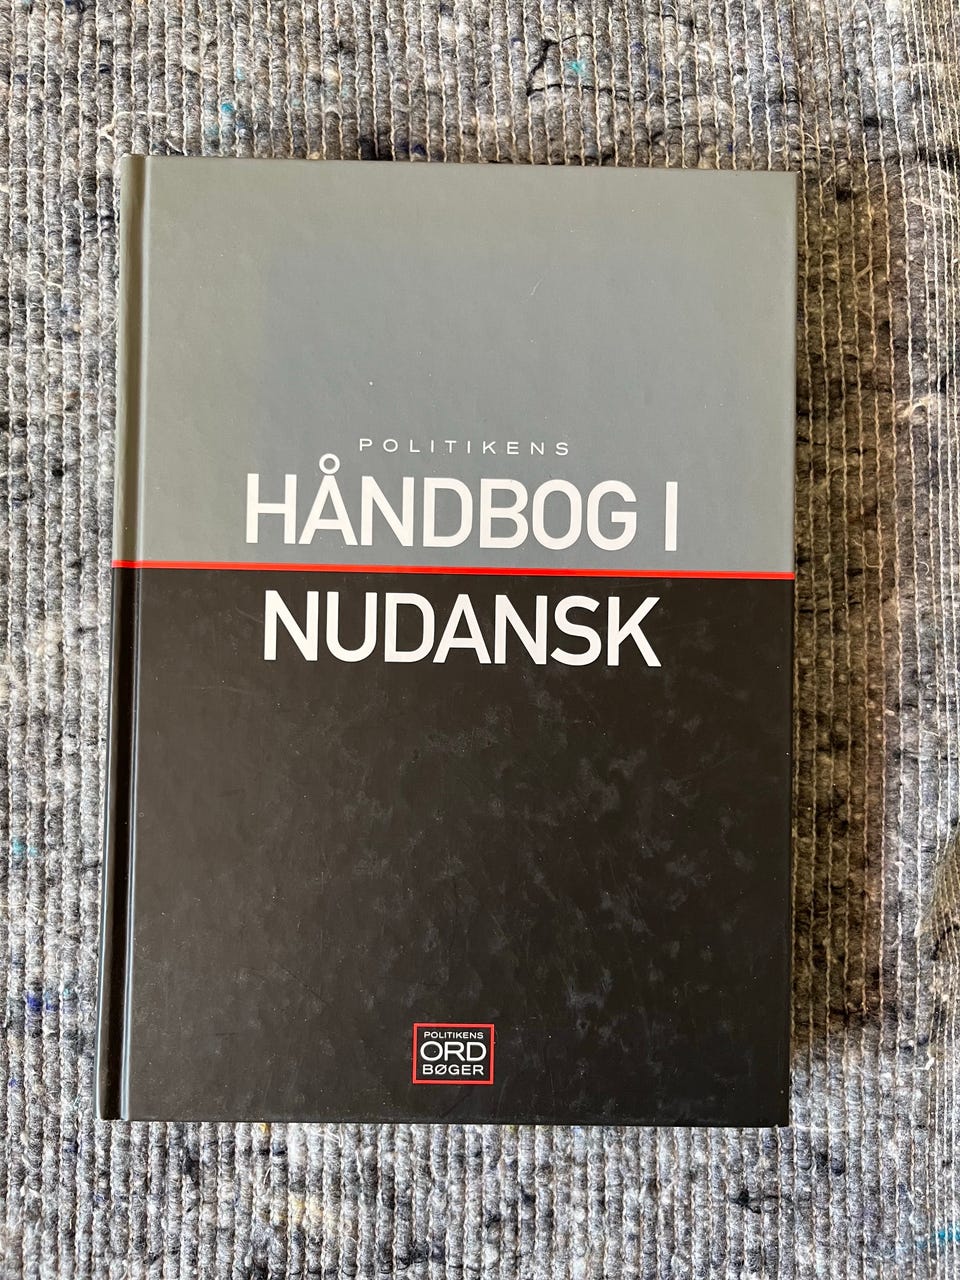 POLITIKENS
HÅNDBOG I
NUDANSK
POLITIKENS
ORD
BØGER